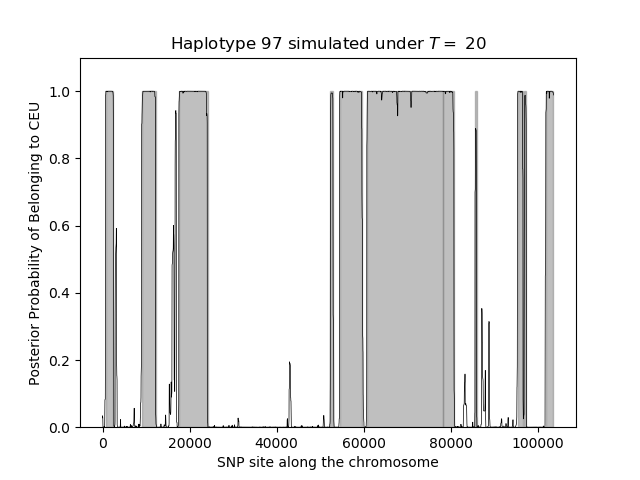 Haplotype 97 simulated under T = 20
Posterior Probability of Belonging to CEU
1.0
0.8
0.6
0.4
0.2
0.0
0 20000 40000 60000 80000 100000
SNP site along the chromosome